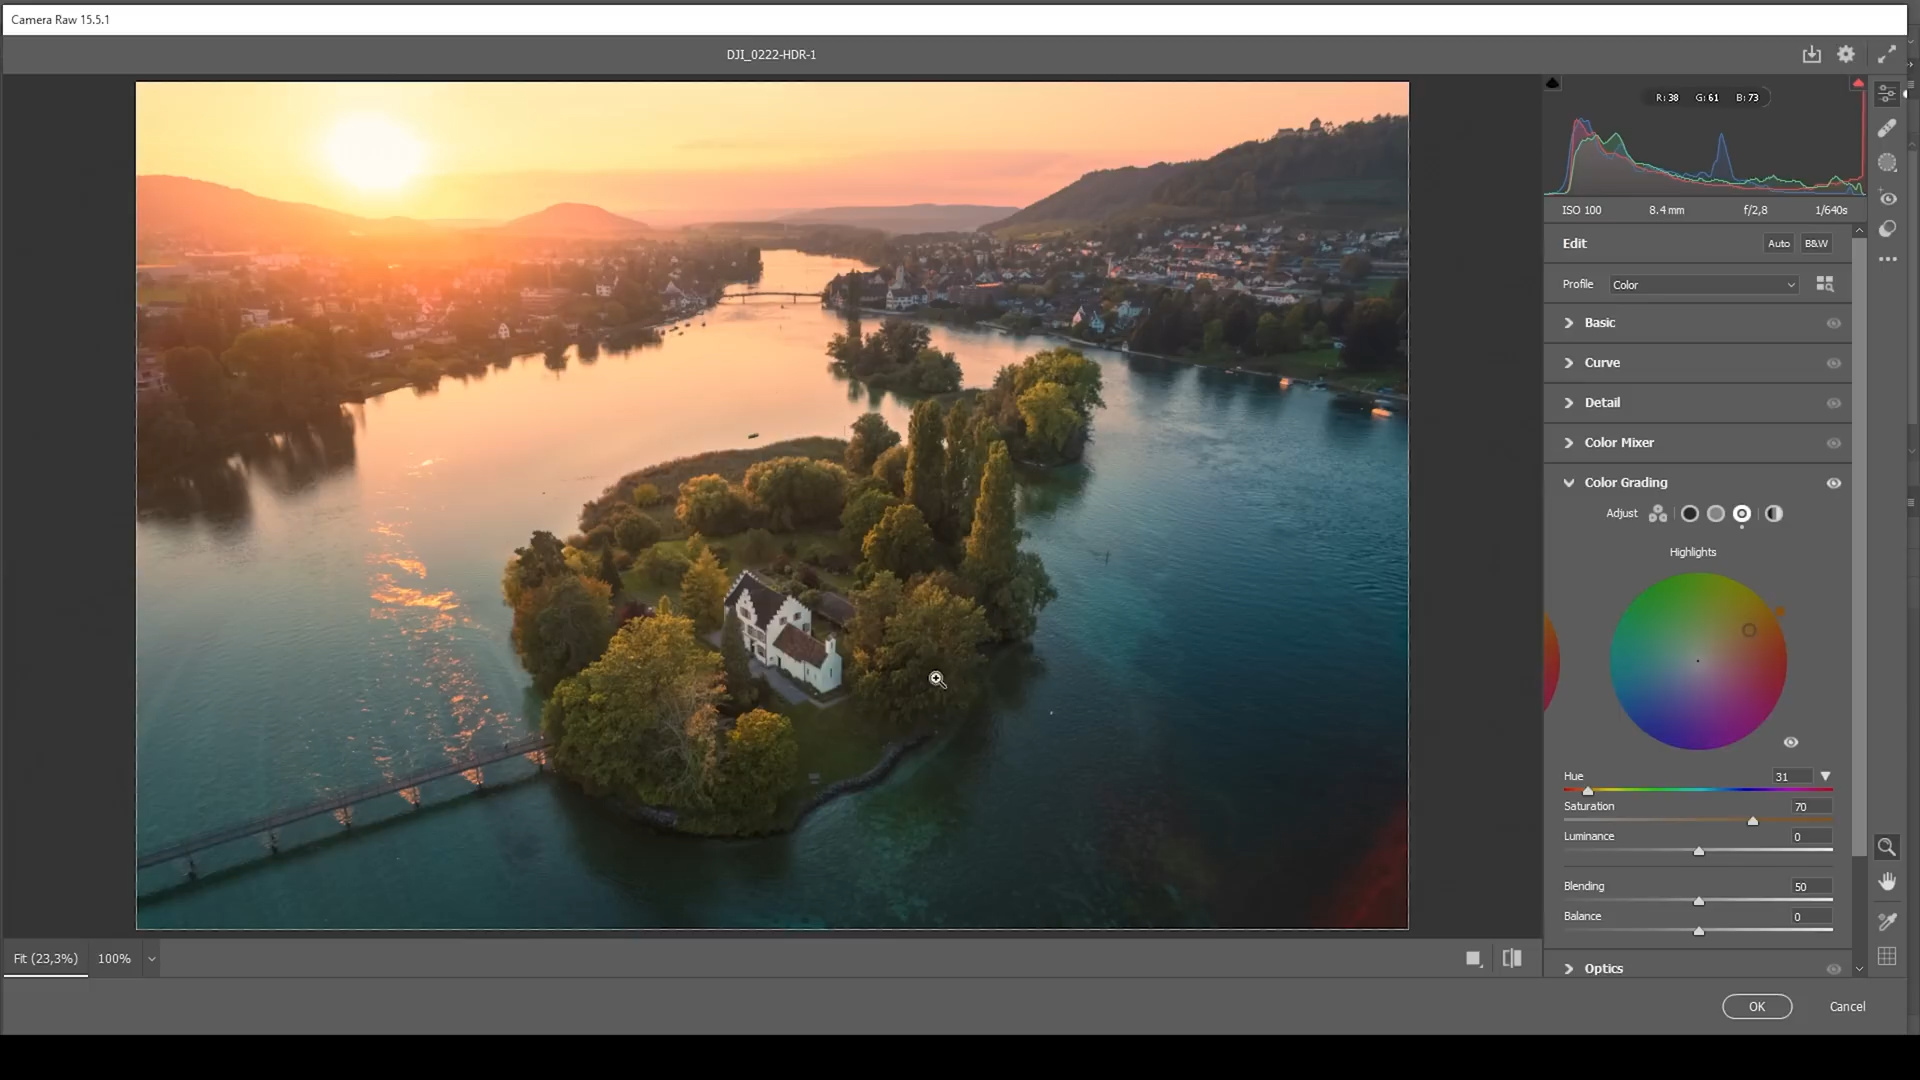 Camera Raw 15.5.1
DJI_0222-HDR-1
R: 38 G: 61 B: 73
ISO 100 8.4 mm f/2,8 1/640s
Edit Auto B&W
Profile Color
Basic
Curve
Detail
Color Mixer
Color Grading
Adjust
Highlights
Hue 31
Saturation 70
Luminance 0
Blending 50
Balance 0
Optics
Fit (23,3%) 100%
OK Cancel